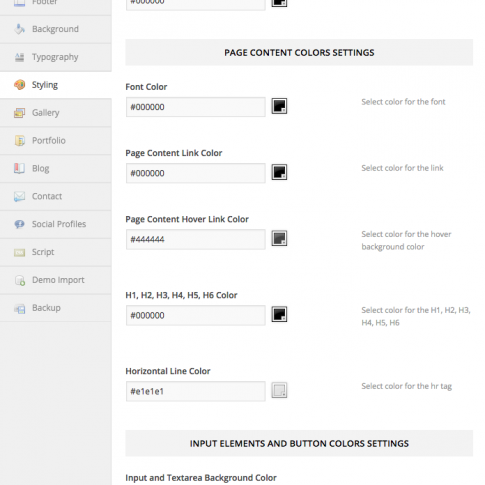 Footer
#000000
Background
PAGE CONTENT COLORS SETTINGS
Typography
Styling
Font Color
#000000
Select color for the font
Gallery
Portfolio
Page Content Link Color
Blog
#000000
Select color for the link
Contact
Page Content Hover Link Color
Social Profiles
#444444
Select color for the hover
background color
Script
Demo Import
H1, H2, H3, H4, H5, H6 Color
Backup
#000000
Select color for the H1, H2, H3,
H4, H5, H6
Horizontal Line Color
#e1e1e1
Select color for the hr tag
INPUT ELEMENTS AND BUTTON COLORS SETTINGS
Input and Textarea Background Color